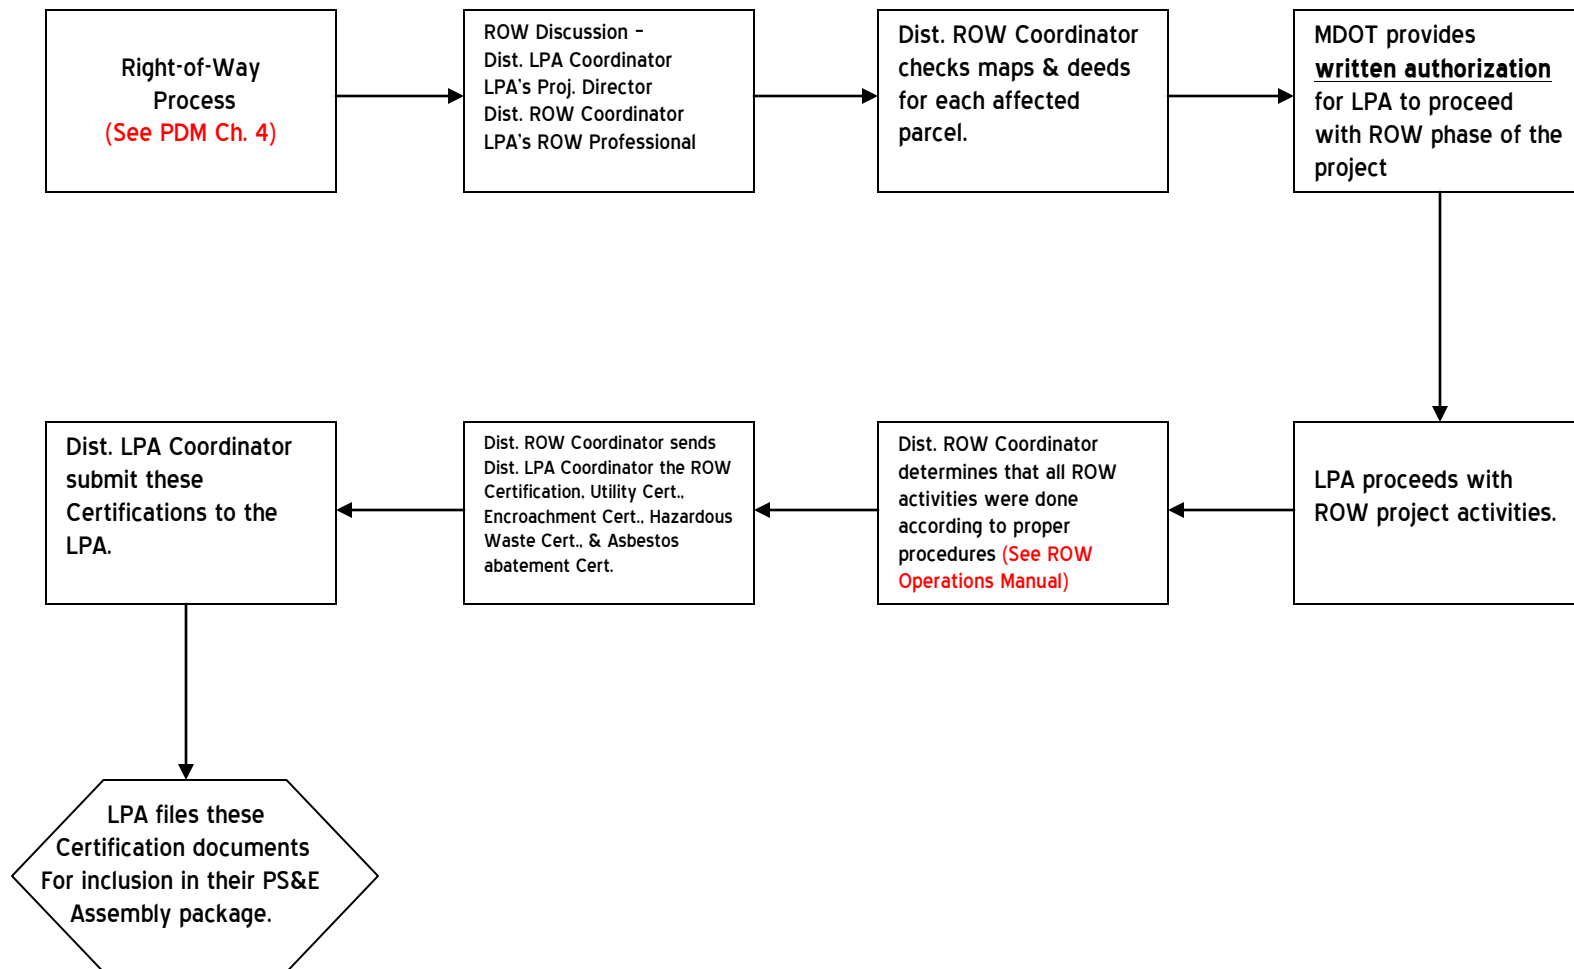 Right-of-Way
Process
(See PDM Ch. 4)
ROW Discussion –
Dist. LPA Coordinator
LPA's Proj. Director
Dist. ROW Coordinator
LPA's ROW Professional
Dist. ROW Coordinator
checks maps & deeds
for each affected
parcel.
MDOT provides
written authorization
for LPA to proceed
with ROW phase of the
project
LPA proceeds with
ROW project activities.
Dist. ROW Coordinator
determines that all ROW
activities were done
according to proper
procedures (See ROW
Operations Manual)
Dist. ROW Coordinator sends
Dist. LPA Coordinator the ROW
Certification, Utility Cert.,
Encroachment Cert., Hazardous
Waste Cert., & Asbestos
abatement Cert.
Dist. LPA Coordinator
submit these
Certifications to the
LPA.
LPA files these
Certification documents
For inclusion in their PS&E
Assembly package.